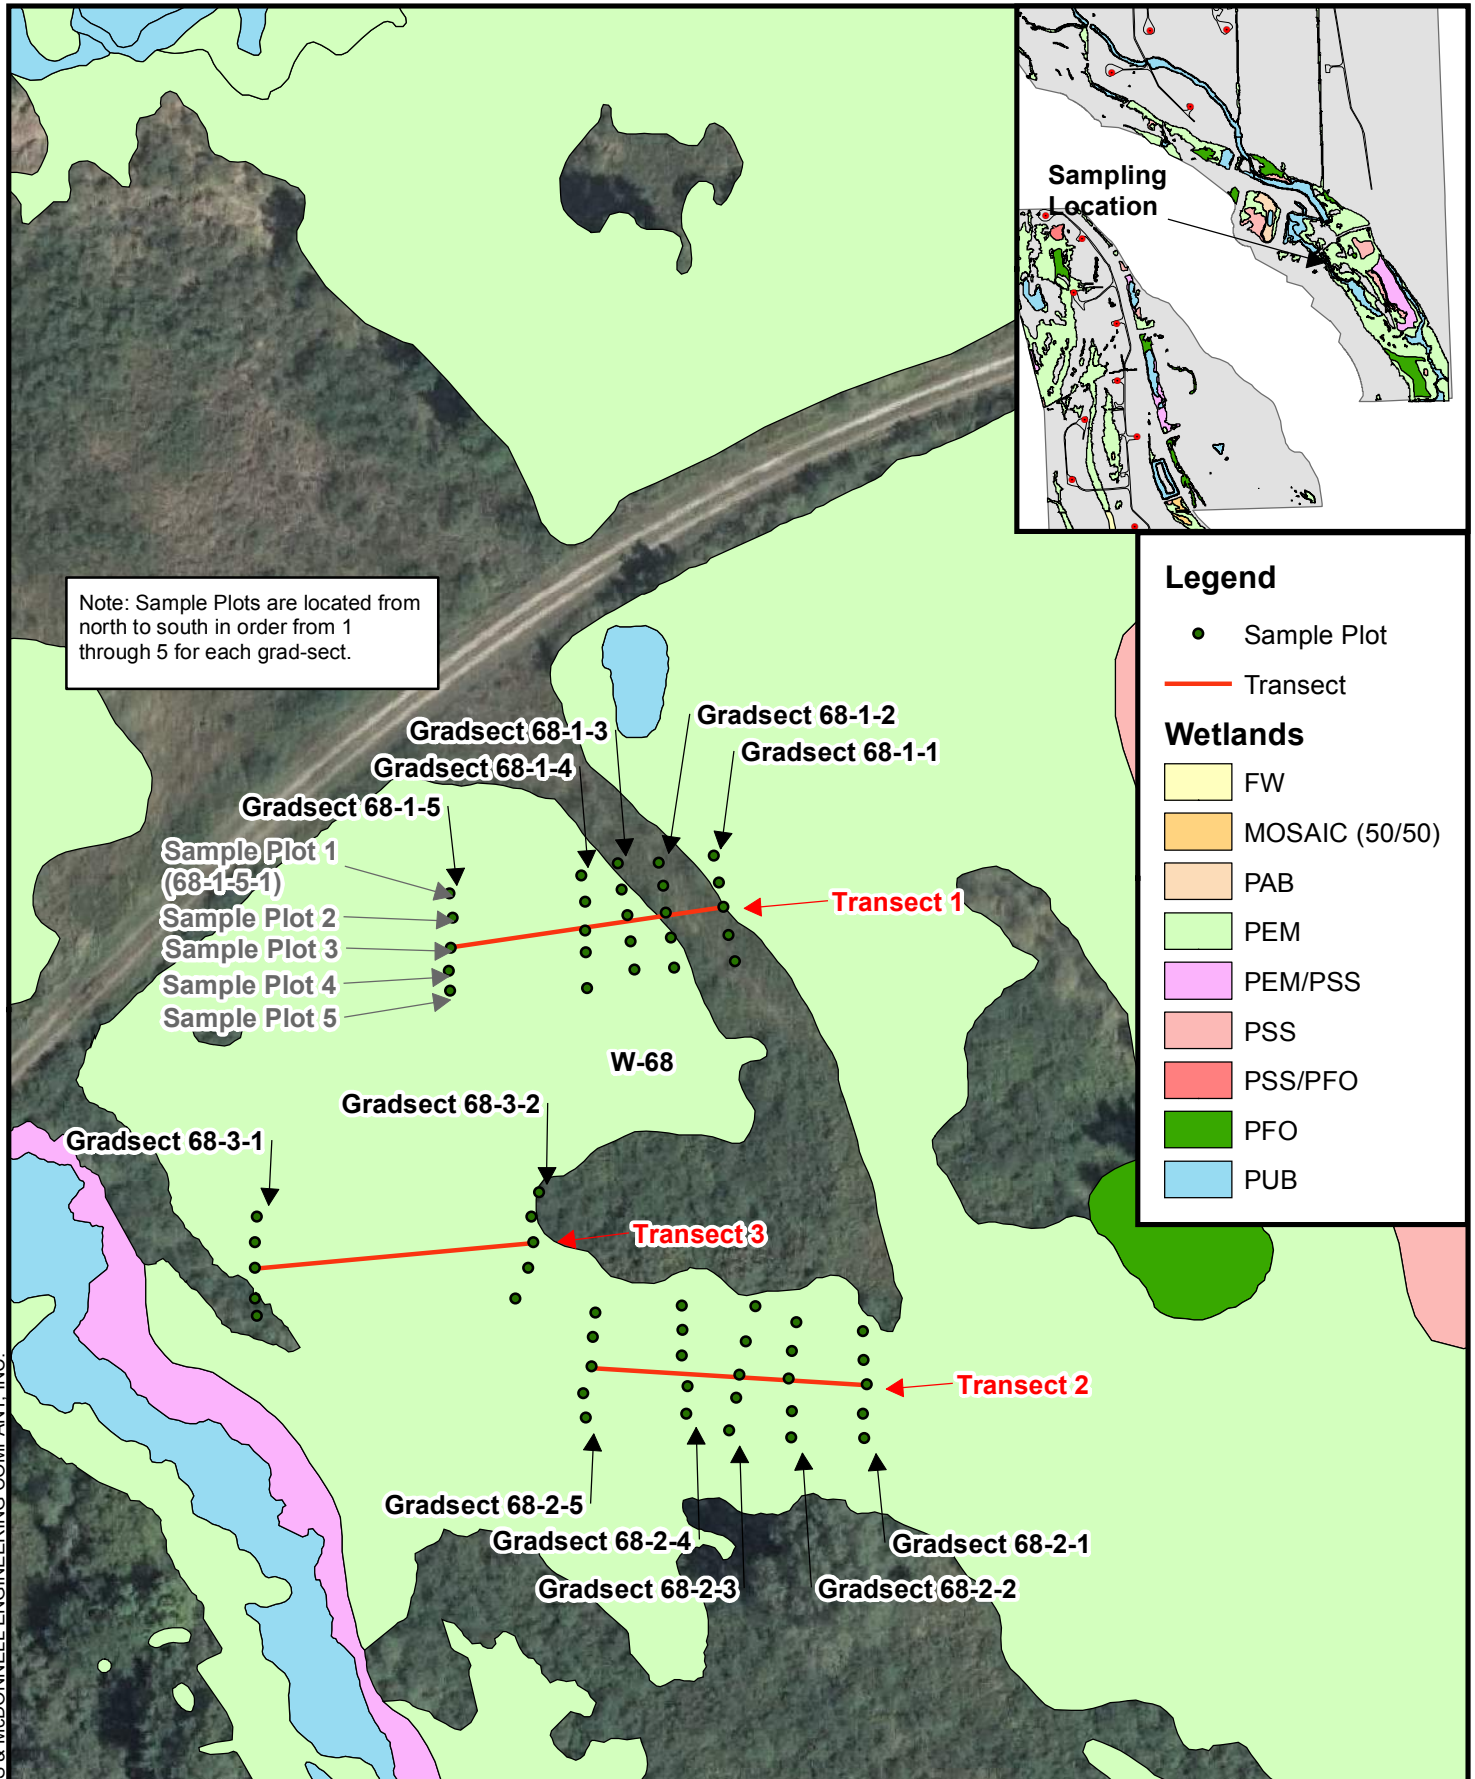 Sampling
Location
Note: Sample Plots are located from
north to south in order from 1
through 5 for each grad-sect.
Legend
Sample Plot
Transect
Wetlands
FW
MOSAIC (50/50)
PAB
PEM
PEM/PSS
PSS
PSS/PFO
PFO
PUB
Gradsect 68-1-3
Gradsect 68-1-2
Gradsect 68-1-4
Gradsect 68-1-1
Gradsect 68-1-5
Sample Plot 1
(68-1-5-1)
Sample Plot 2
Sample Plot 3
Sample Plot 4
Sample Plot 5
Transect 1
W-68
Gradsect 68-3-2
Gradsect 68-3-1
Transect 3
Transect 2
Gradsect 68-2-5
Gradsect 68-2-4
Gradsect 68-2-1
Gradsect 68-2-3
Gradsect 68-2-2
& McDONNELL ENGINEERING COMPANY, INC.